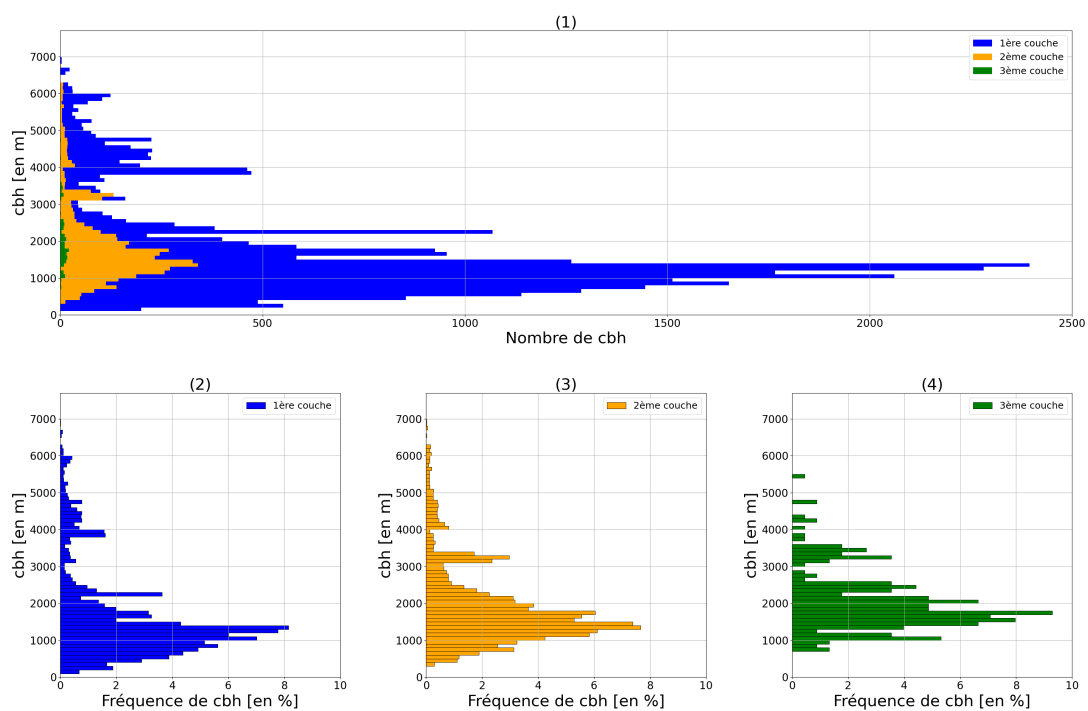 (1)
7000
6000
5000
4000
3000
2000
1000
0
cbh [en m]
1ère couche
2ème couche
3ème couche
0 500 1000 1500 2000 2500
Nombre de cbh
(2)
7000
6000
5000
4000
3000
2000
1000
0
cbh [en m]
1ère couche
0 2 4 6 8 10
Fréquence de cbh [en %]
(3)
7000
6000
5000
4000
3000
2000
1000
0
cbh [en m]
2ème couche
0 2 4 6 8 10
Fréquence de cbh [en %]
(4)
7000
6000
5000
4000
3000
2000
1000
0
cbh [en m]
3ème couche
0 2 4 6 8 10
Fréquence de cbh [en %]